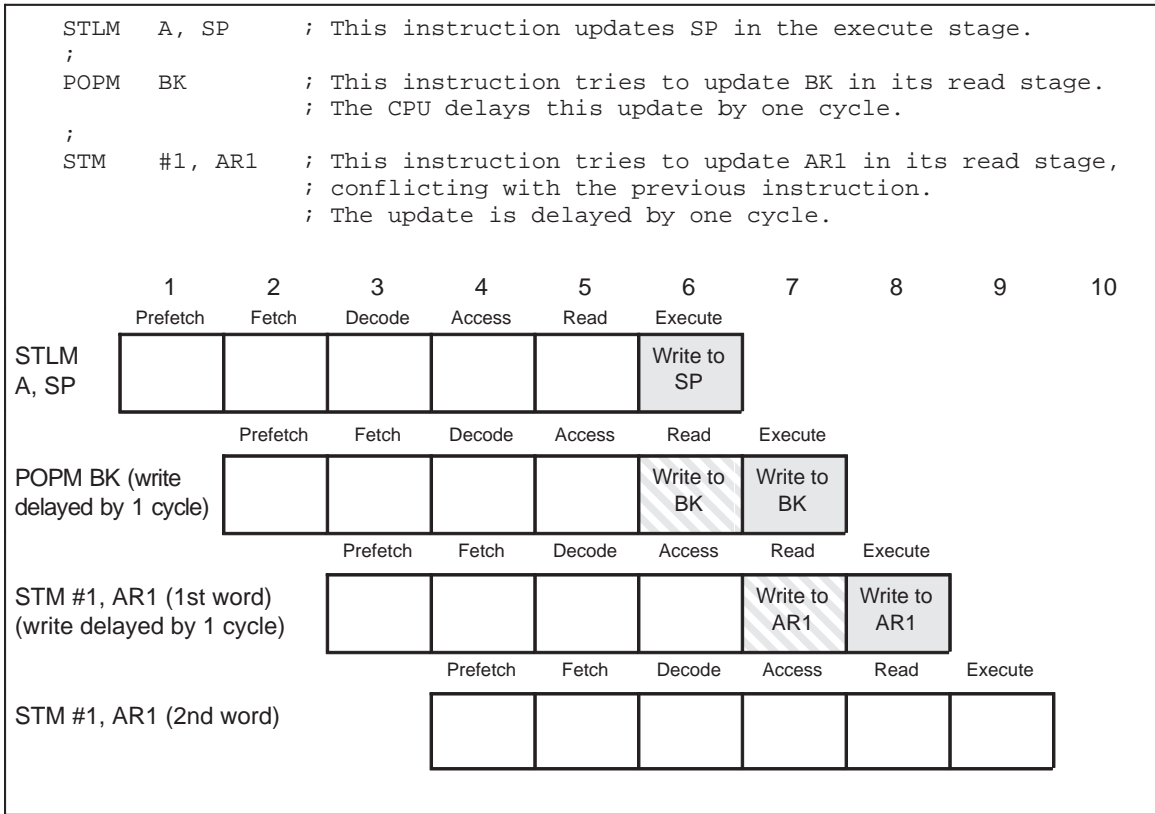 STLM A, SP ; This instruction updates SP in the execute stage.
;
POPM BK ; This instruction tries to update BK in its read stage.
; The CPU delays this update by one cycle.
;
STM #1, AR1 ; This instruction tries to update AR1 in its read stage,
; conflicting with the previous instruction.
; The update is delayed by one cycle.
1 2 3 4 5 6 7 8 9 10
Prefetch Fetch Decode Access Read Execute
STLM
A, SP
Write to
SP
Prefetch Fetch Decode Access Read Execute
POPM BK (write
delayed by 1 cycle)
Write to
BK
Write to
BK
Prefetch Fetch Decode Access Read Execute
STM #1, AR1 (1st word)
(write delayed by 1 cycle)
Write to
AR1
Write to
AR1
Prefetch Fetch Decode Access Read Execute
STM #1, AR1 (2nd word)